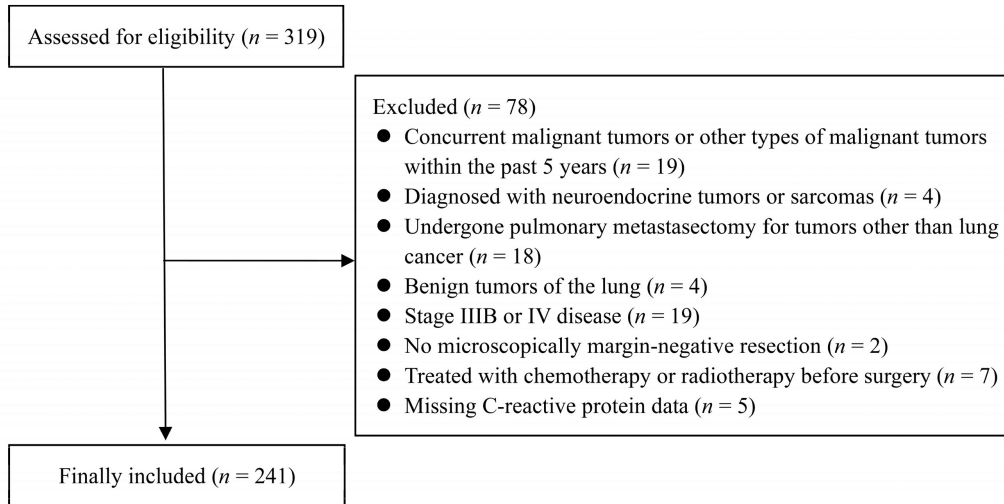 Assessed for eligibility (n = 319)
Excluded (n = 78)
● Concurrent malignant tumors or other types of malignant tumors
within the past 5 years (n = 19)
● Diagnosed with neuroendocrine tumors or sarcomas (n = 4)
● Undergone pulmonary metastasectomy for tumors other than lung
cancer (n = 18)
● Benign tumors of the lung (n = 4)
● Stage IIIB or IV disease (n = 19)
● No microscopically margin-negative resection (n = 2)
● Treated with chemotherapy or radiotherapy before surgery (n = 7)
● Missing C-reactive protein data (n = 5)
Finally included (n = 241)